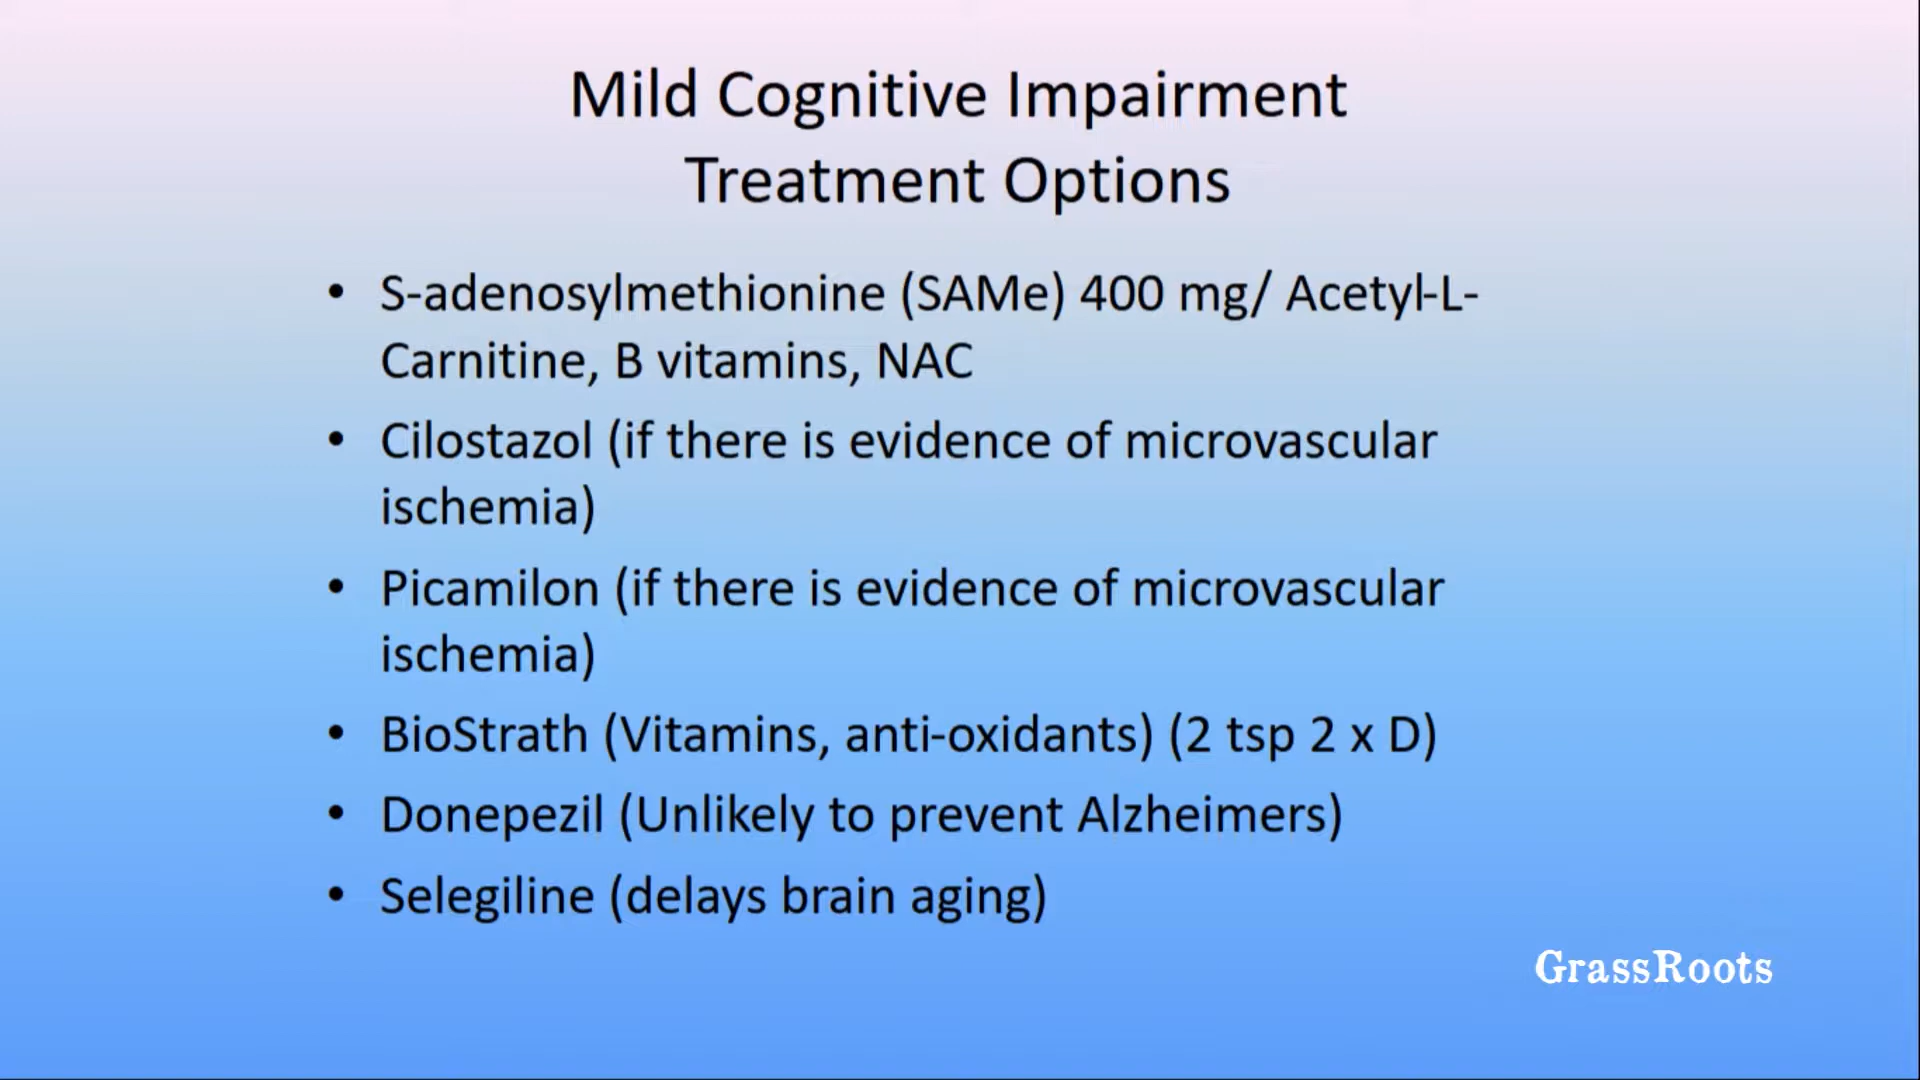 Mild Cognitive Impairment
Treatment Options
• S-adenosylmethionine (SAMe) 400 mg/ Acetyl-L-
Carnitine, B vitamins, NAC
• Cilostazol (if there is evidence of microvascular
ischemia)
• Picamilon (if there is evidence of microvascular
ischemia)
• BioStrath (Vitamins, anti-oxidants) (2 tsp 2 x D)
• Donepezil (Unlikely to prevent Alzheimers)
• Selegiline (delays brain aging)
GrassRoots